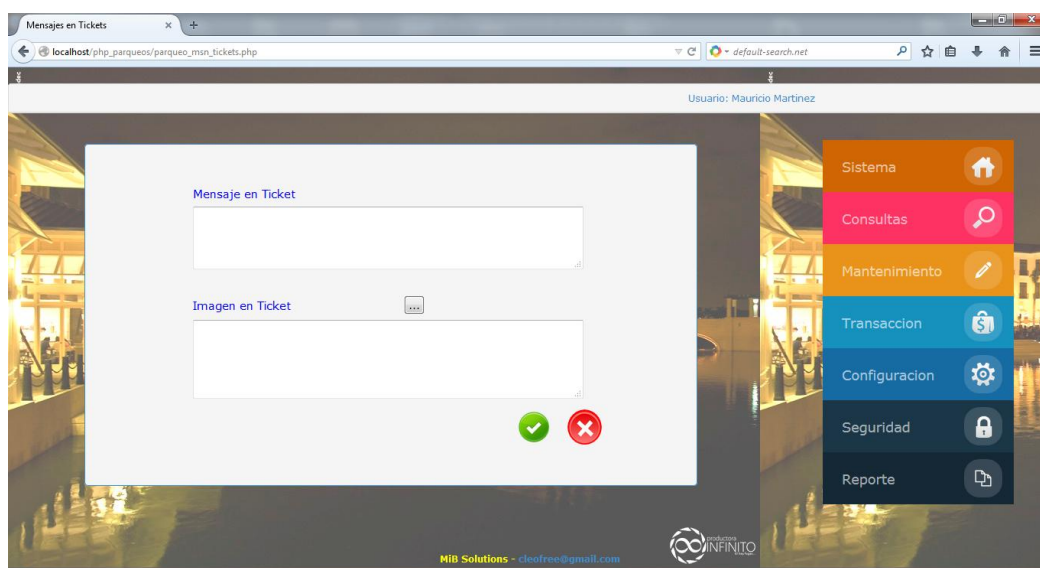 Mensajes en Tickets
localhost/php_parqueos/parqueo_msn_tickets.php
default-search.net
Usuario: Mauricio Martinez
Mensaje en Ticket
Imagen en Ticket
...
Sistema
Consultas
Mantenimiento
Transaccion
Configuracion
Seguridad
Reporte
productora
INFINITO
MiB Solutions - cleofree@gmail.com